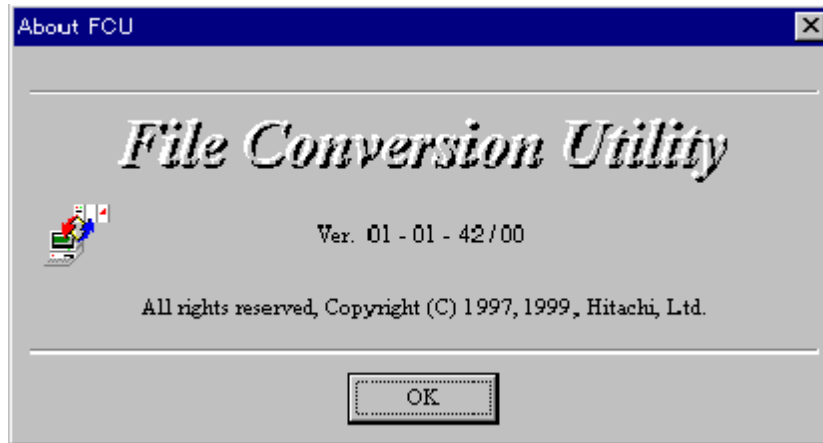 About FCU
File Conversion Utility
Ver. 01 - 01 - 42 / 00
All rights reserved, Copyright (C) 1997, 1999,, Hitachi, Ltd.
OK